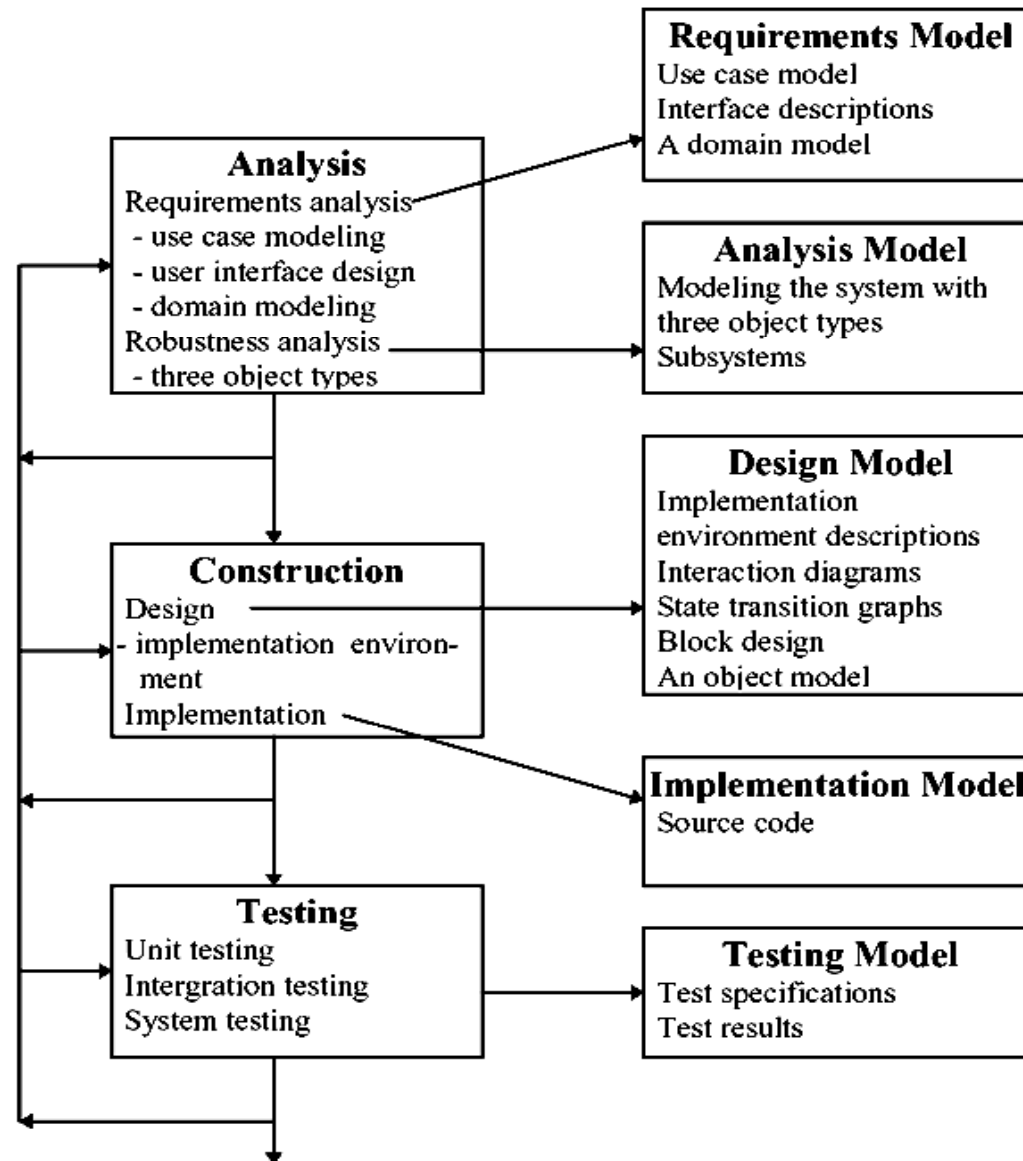 Requirements Model
Use case model
Interface descriptions
A domain model
Analysis
Requirements analysis
- use case modeling
- user interface design
- domain modeling
Robustness analysis
- three object types
Analysis Model
Modeling the system with
three object types
Subsystems
Design Model
Implementation
environment descriptions
Interaction diagrams
State transition graphs
Block design
An object model
Construction
Design
- implementation environ-
ment
Implementation
Implementation Model
Source code
Testing
Unit testing
Intergration testing
System testing
Testing Model
Test specifications
Test results